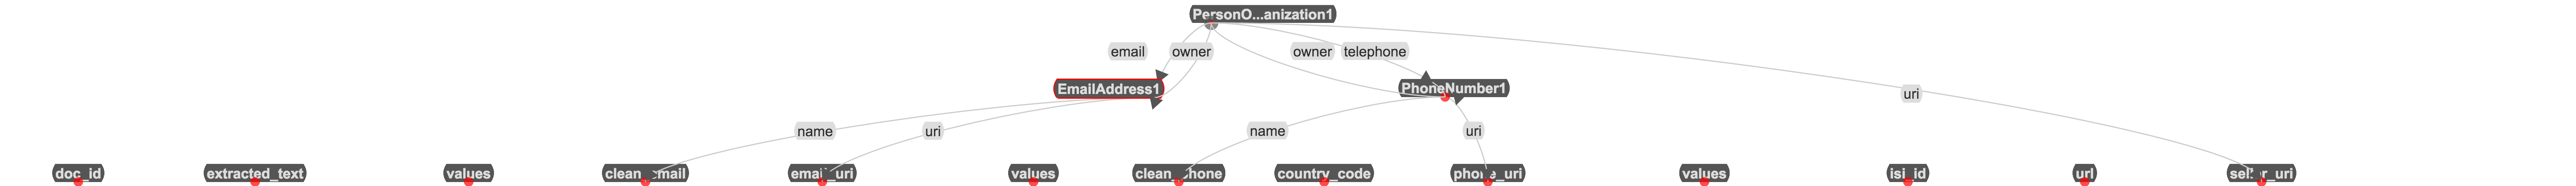 PersonO...anization1
email owner owner telephone
EmailAddress1 PhoneNumber1 uri
name uri name uri
doc_id extracted_text values clean_email email_uri values clean_phone country_code phone_uri values isi_id url seller_uri